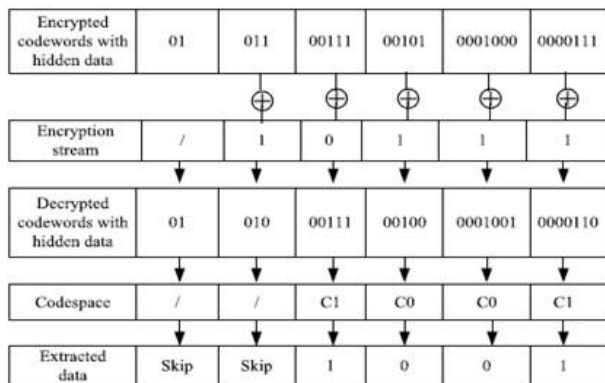 Encrypted codewords with hidden data 01 011 00111 00101 0001000 0000111
Encryption stream / 1 0 1 1 1
Decrypted codewords with hidden data 01 010 00111 00100 0001001 0000110
Codespace / / C1 C0 C0 C1
Extracted data Skip Skip 1 0 0 1